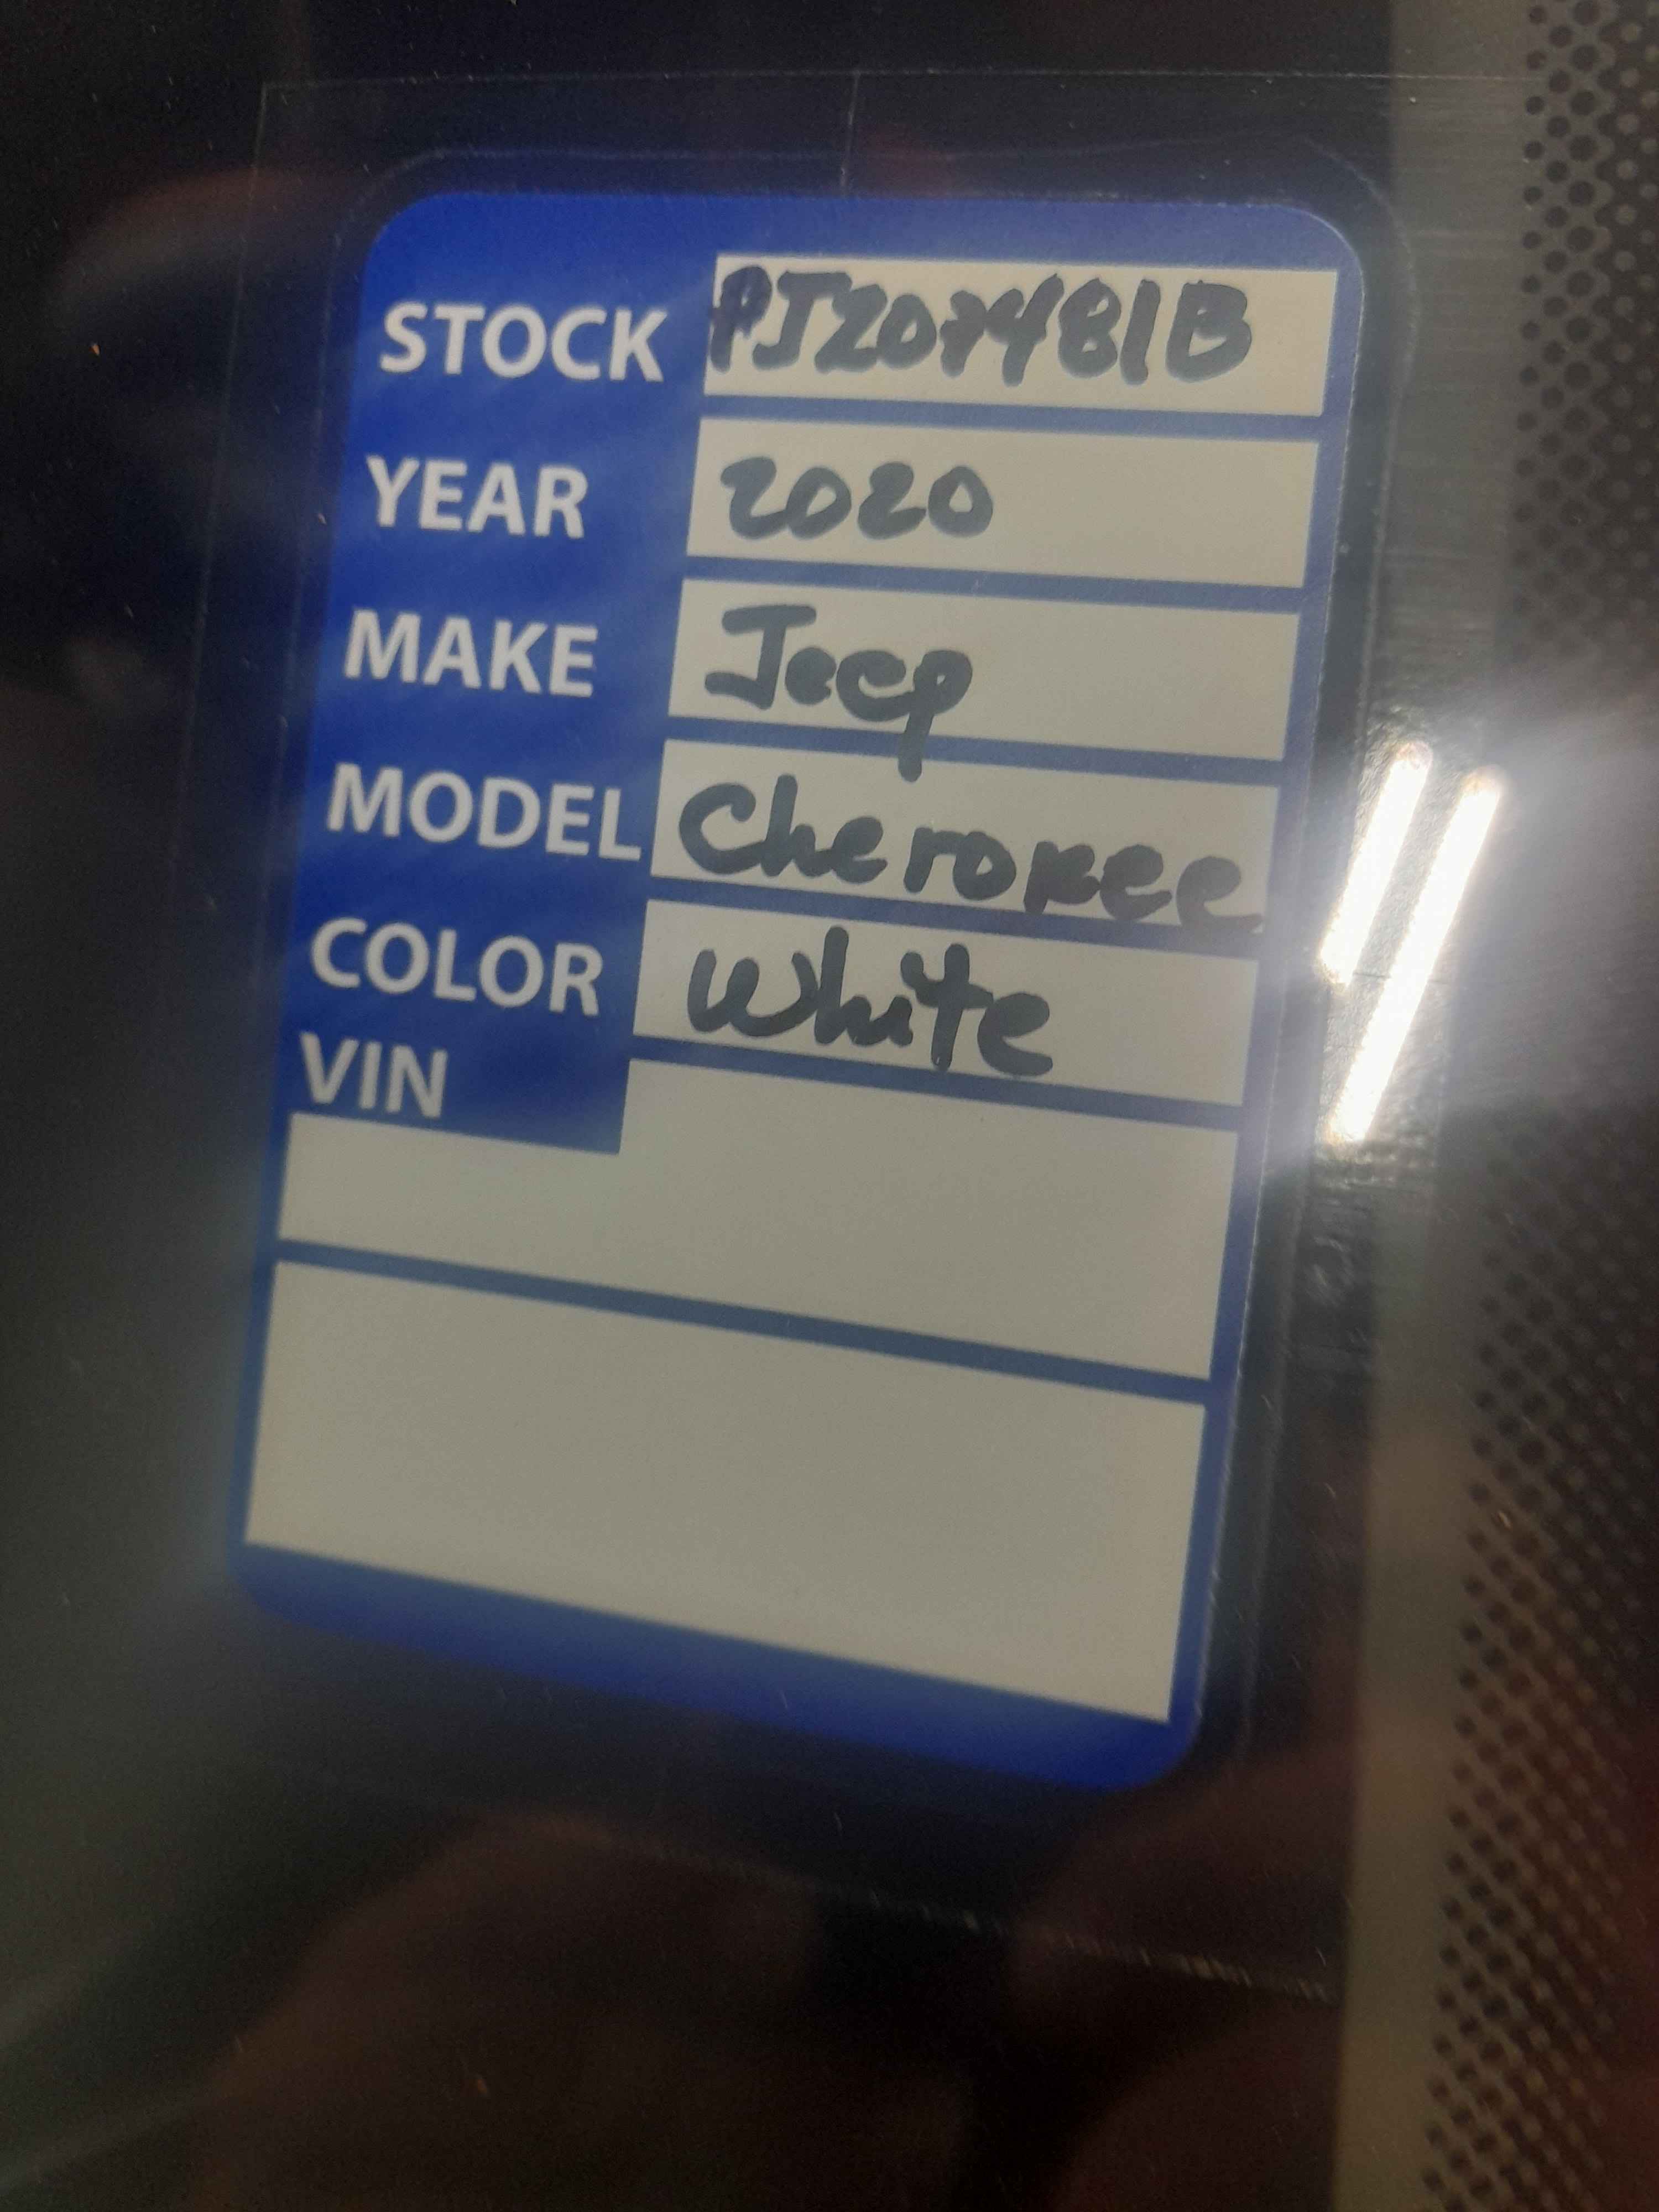 STOCK PJ207481B
YEAR 2020
MAKE Jeep
MODEL Cherokee
COLOR White
VIN